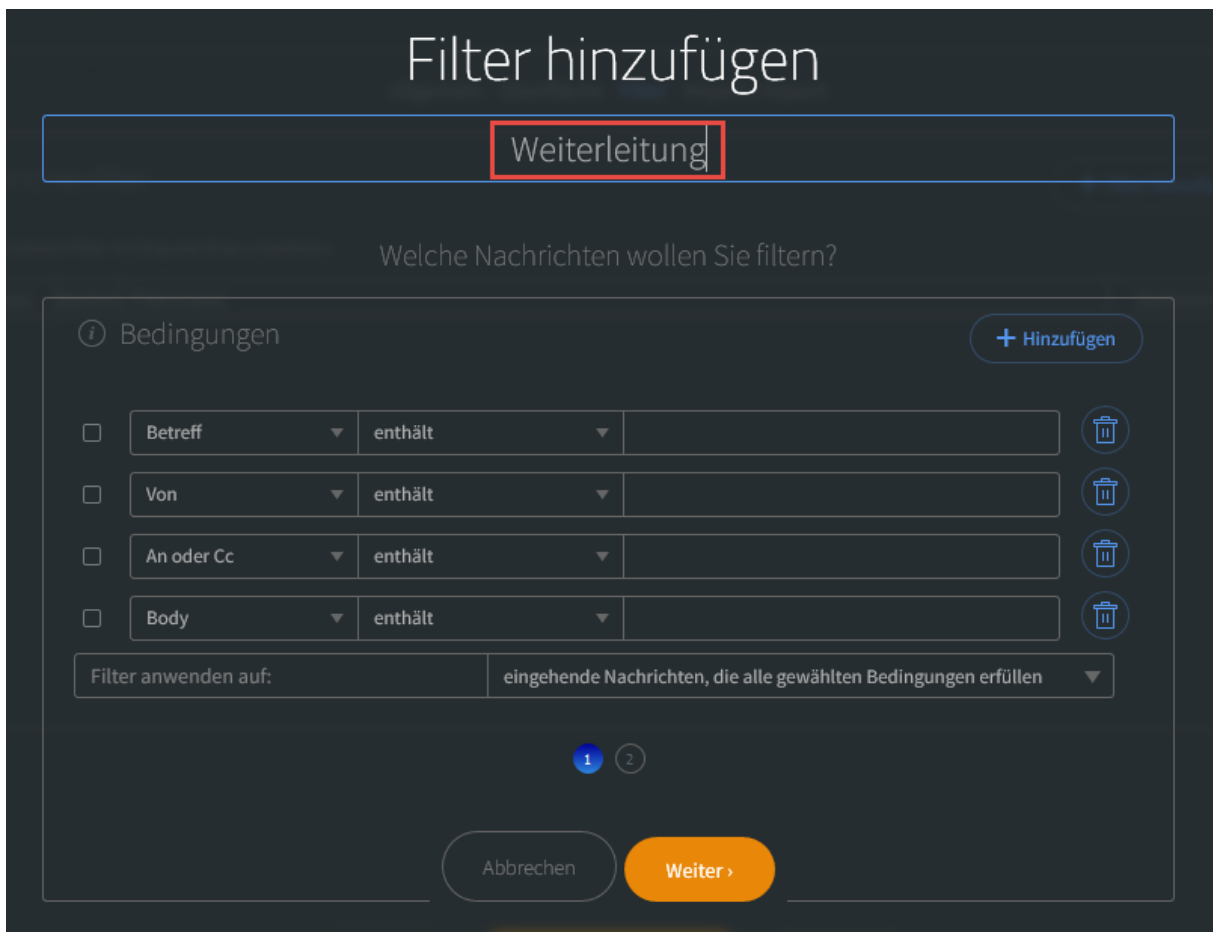 Filter hinzufügen
Weiterleitung
Welche Nachrichten wollen Sie filtern?
i Bedingungen + Hinzufügen
Betreff enthält
Von enthält
An oder Cc enthält
Body enthält
Filter anwenden auf: eingehende Nachrichten, die alle gewählten Bedingungen erfüllen
1 2
Abbrechen Weiter ›